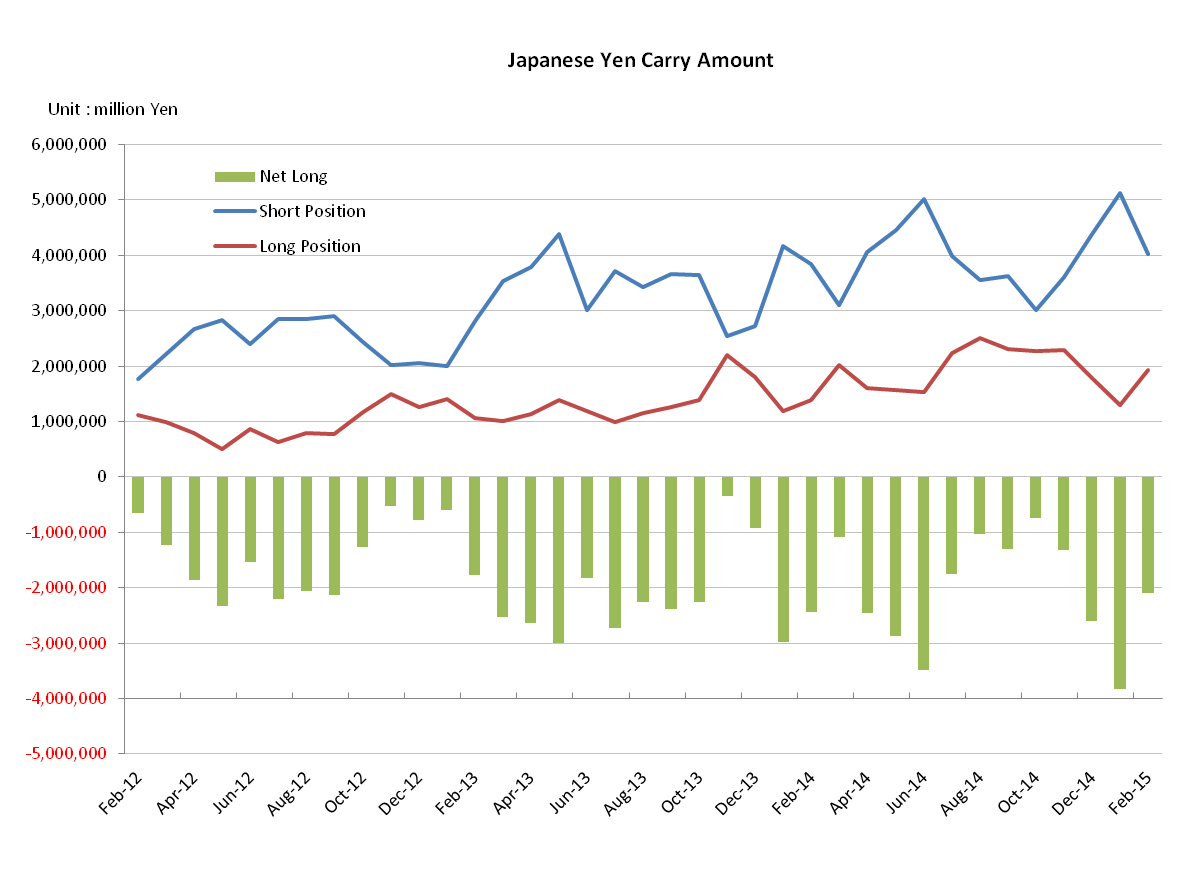 Japanese Yen Carry Amount
Unit : million Yen
6,000,000
5,000,000
4,000,000
3,000,000
2,000,000
1,000,000
0
-1,000,000
-2,000,000
-3,000,000
-4,000,000
-5,000,000
Net Long
Short Position
Long Position
Feb-12
Apr-12
Jun-12
Aug-12
Oct-12
Dec-12
Feb-13
Apr-13
Jun-13
Aug-13
Oct-13
Dec-13
Feb-14
Apr-14
Jun-14
Aug-14
Oct-14
Dec-14
Feb-15